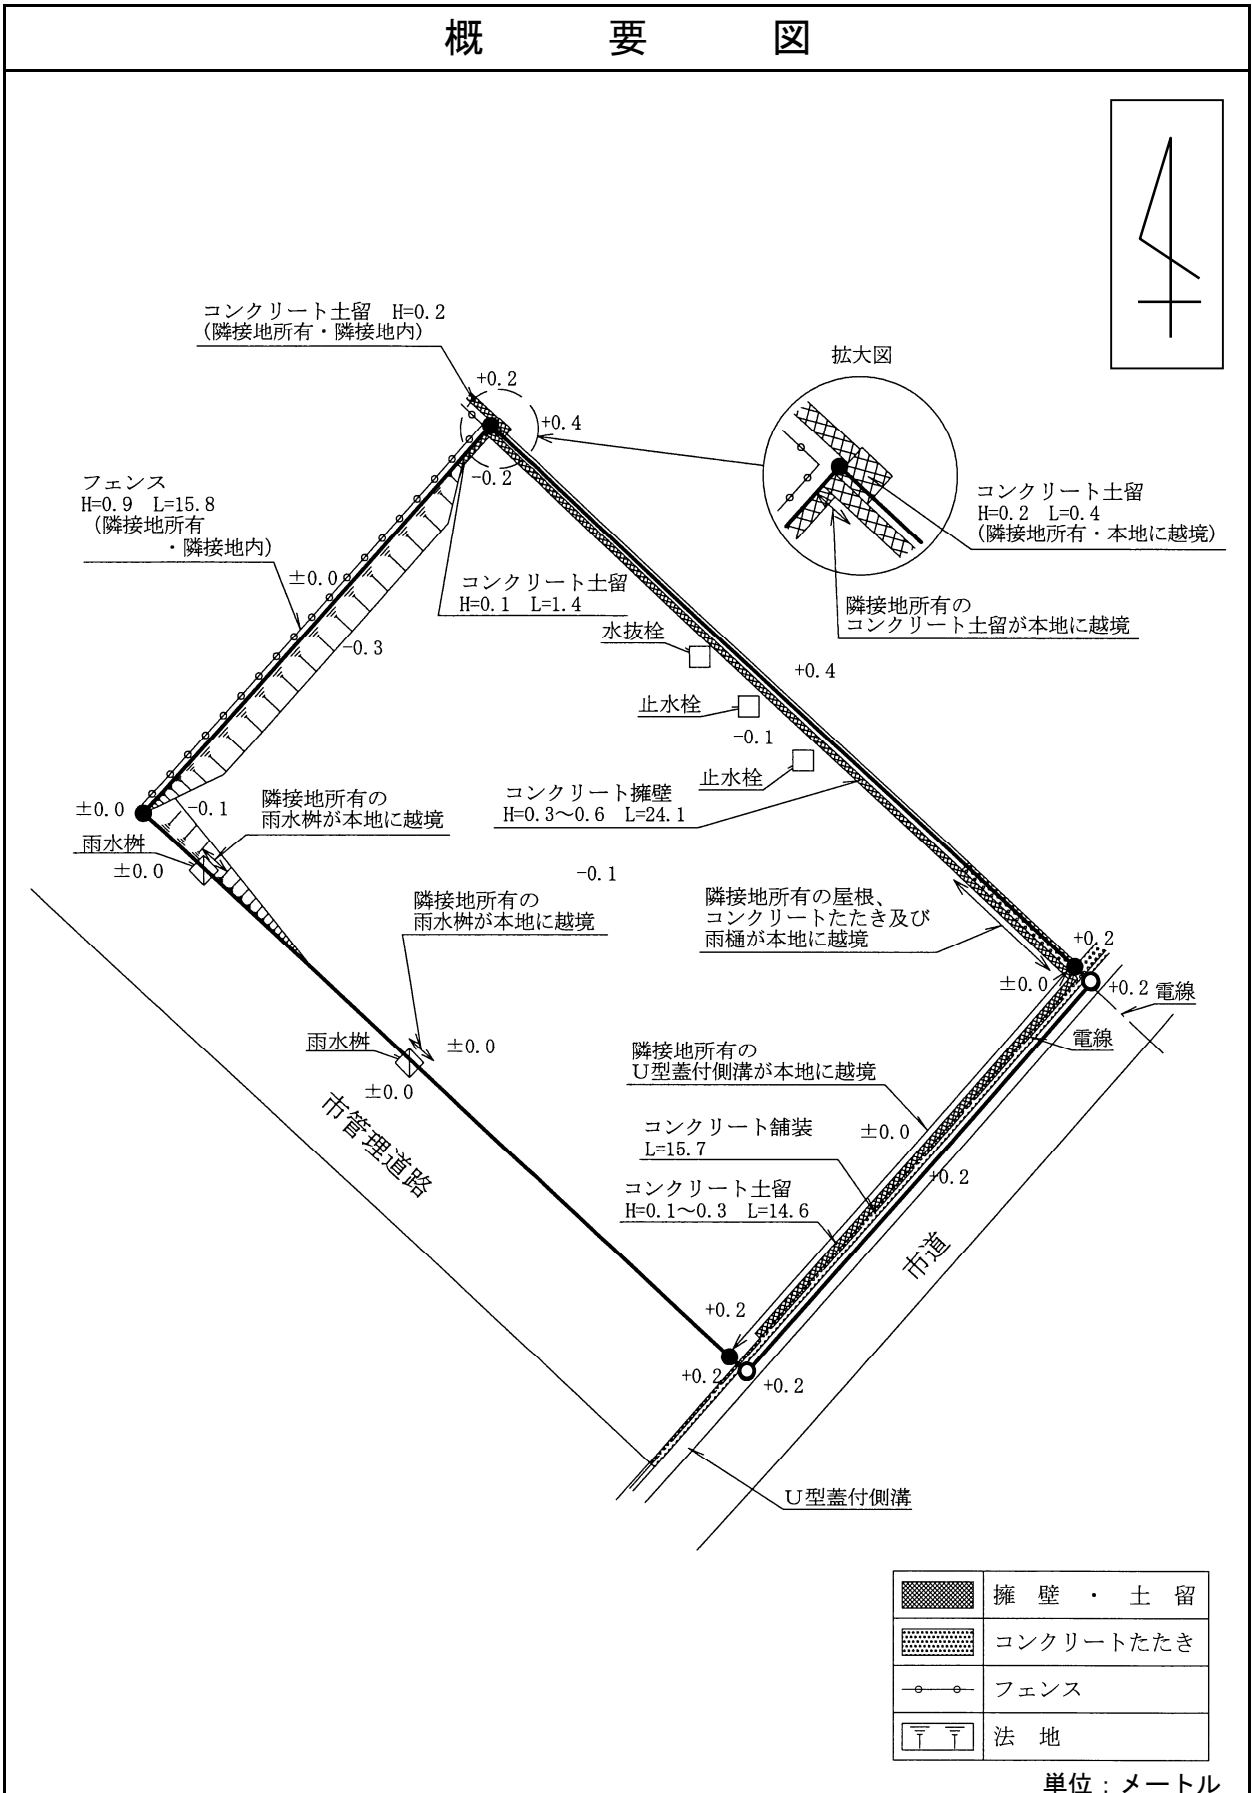 概　要　図
コンクリート土留　H=0.2
(隣接地所有・隣接地内)
+0.2
+0.4
-0.2
拡大図
コンクリート土留
H=0.2　L=0.4
(隣接地所有・本地に越境)
隣接地所有の
コンクリート土留が本地に越境
フェンス
H=0.9　L=15.8
(隣接地所有
・隣接地内)
±0.0
-0.3
コンクリート土留
H=0.1　L=1.4
水抜栓
止水栓
-0.1
止水栓
+0.4
コンクリート擁壁
H=0.3～0.6　L=24.1
±0.0
-0.1
隣接地所有の
雨水桝が本地に越境
雨水桝
±0.0
-0.1
隣接地所有の
雨水桝が本地に越境
隣接地所有の屋根、
コンクリートたたき及び
雨樋が本地に越境
+0.2
±0.0
+0.2
電線
電線
雨水桝
±0.0
±0.0
市管理道路
隣接地所有の
U型蓋付側溝が本地に越境
コンクリート舗装
L=15.7
±0.0
+0.2
コンクリート土留
H=0.1～0.3　L=14.6
市道
+0.2
+0.2
+0.2
U型蓋付側溝
擁壁・土留
コンクリートたたき
フェンス
法地
単位：メートル